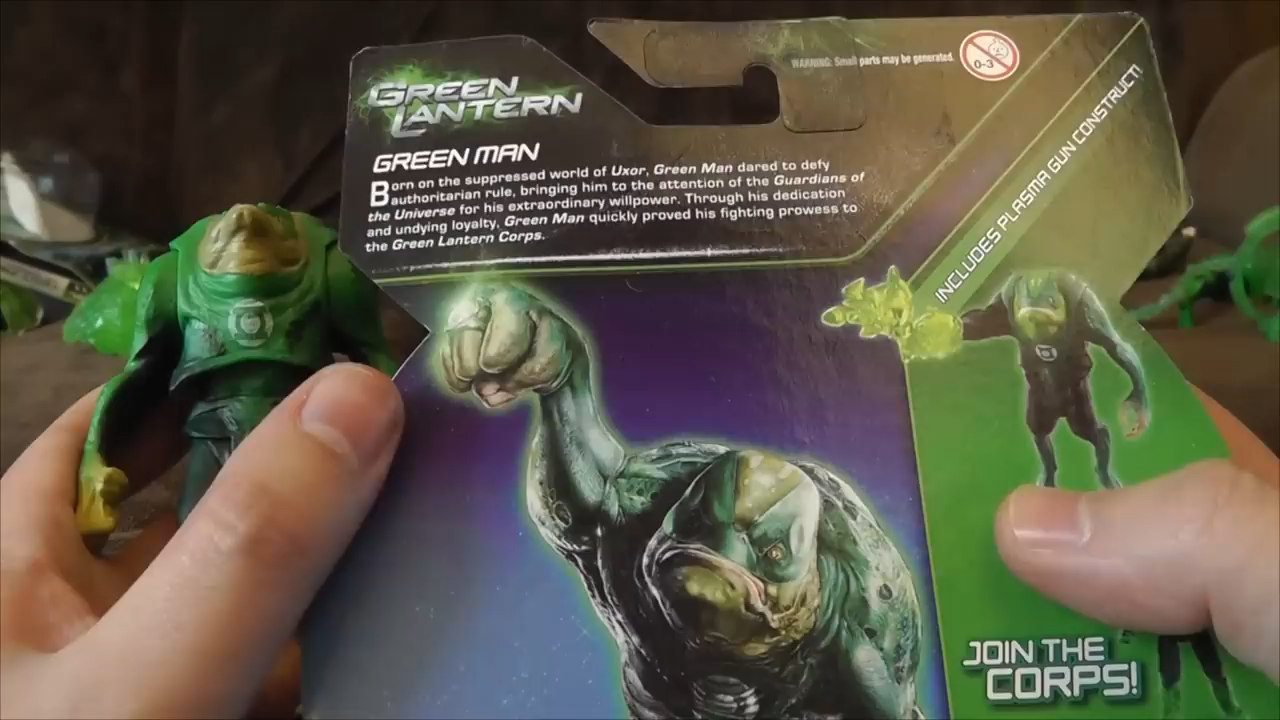 GREEN
LANTERN
WARNING: Small parts may be generated.
0-3
GREEN MAN
Born on the suppressed world of Uxor, Green Man dared to defy
authoritarian rule, bringing him to the attention of the Guardians of
the Universe for his extraordinary willpower. Through his dedication
and undying loyalty, Green Man quickly proved his fighting prowess to
the Green Lantern Corps.
INCLUDES PLASMA GUN CONSTRUCT!
JOIN THE
CORPS!